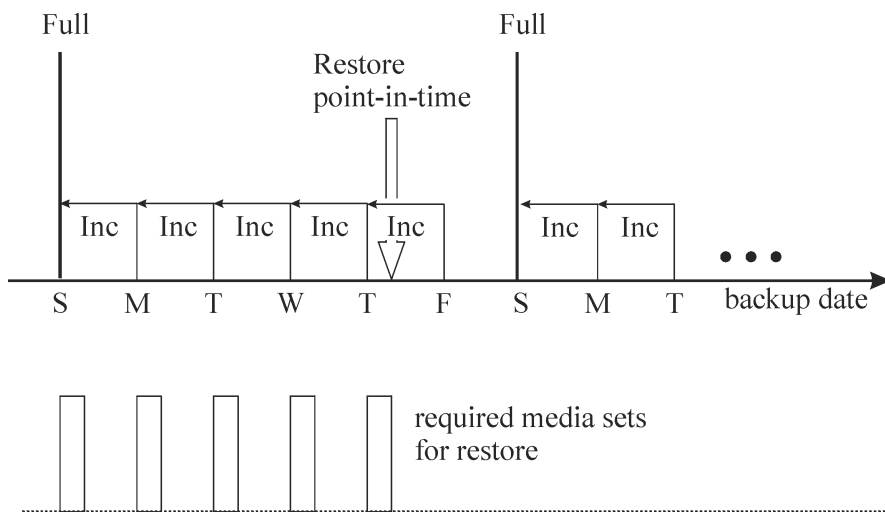 Full
Full
Restore
point-in-time
Inc
Inc
Inc
Inc
Inc
Inc
Inc
S
M
T
W
T
F
S
M
T
backup date
required media sets
for restore